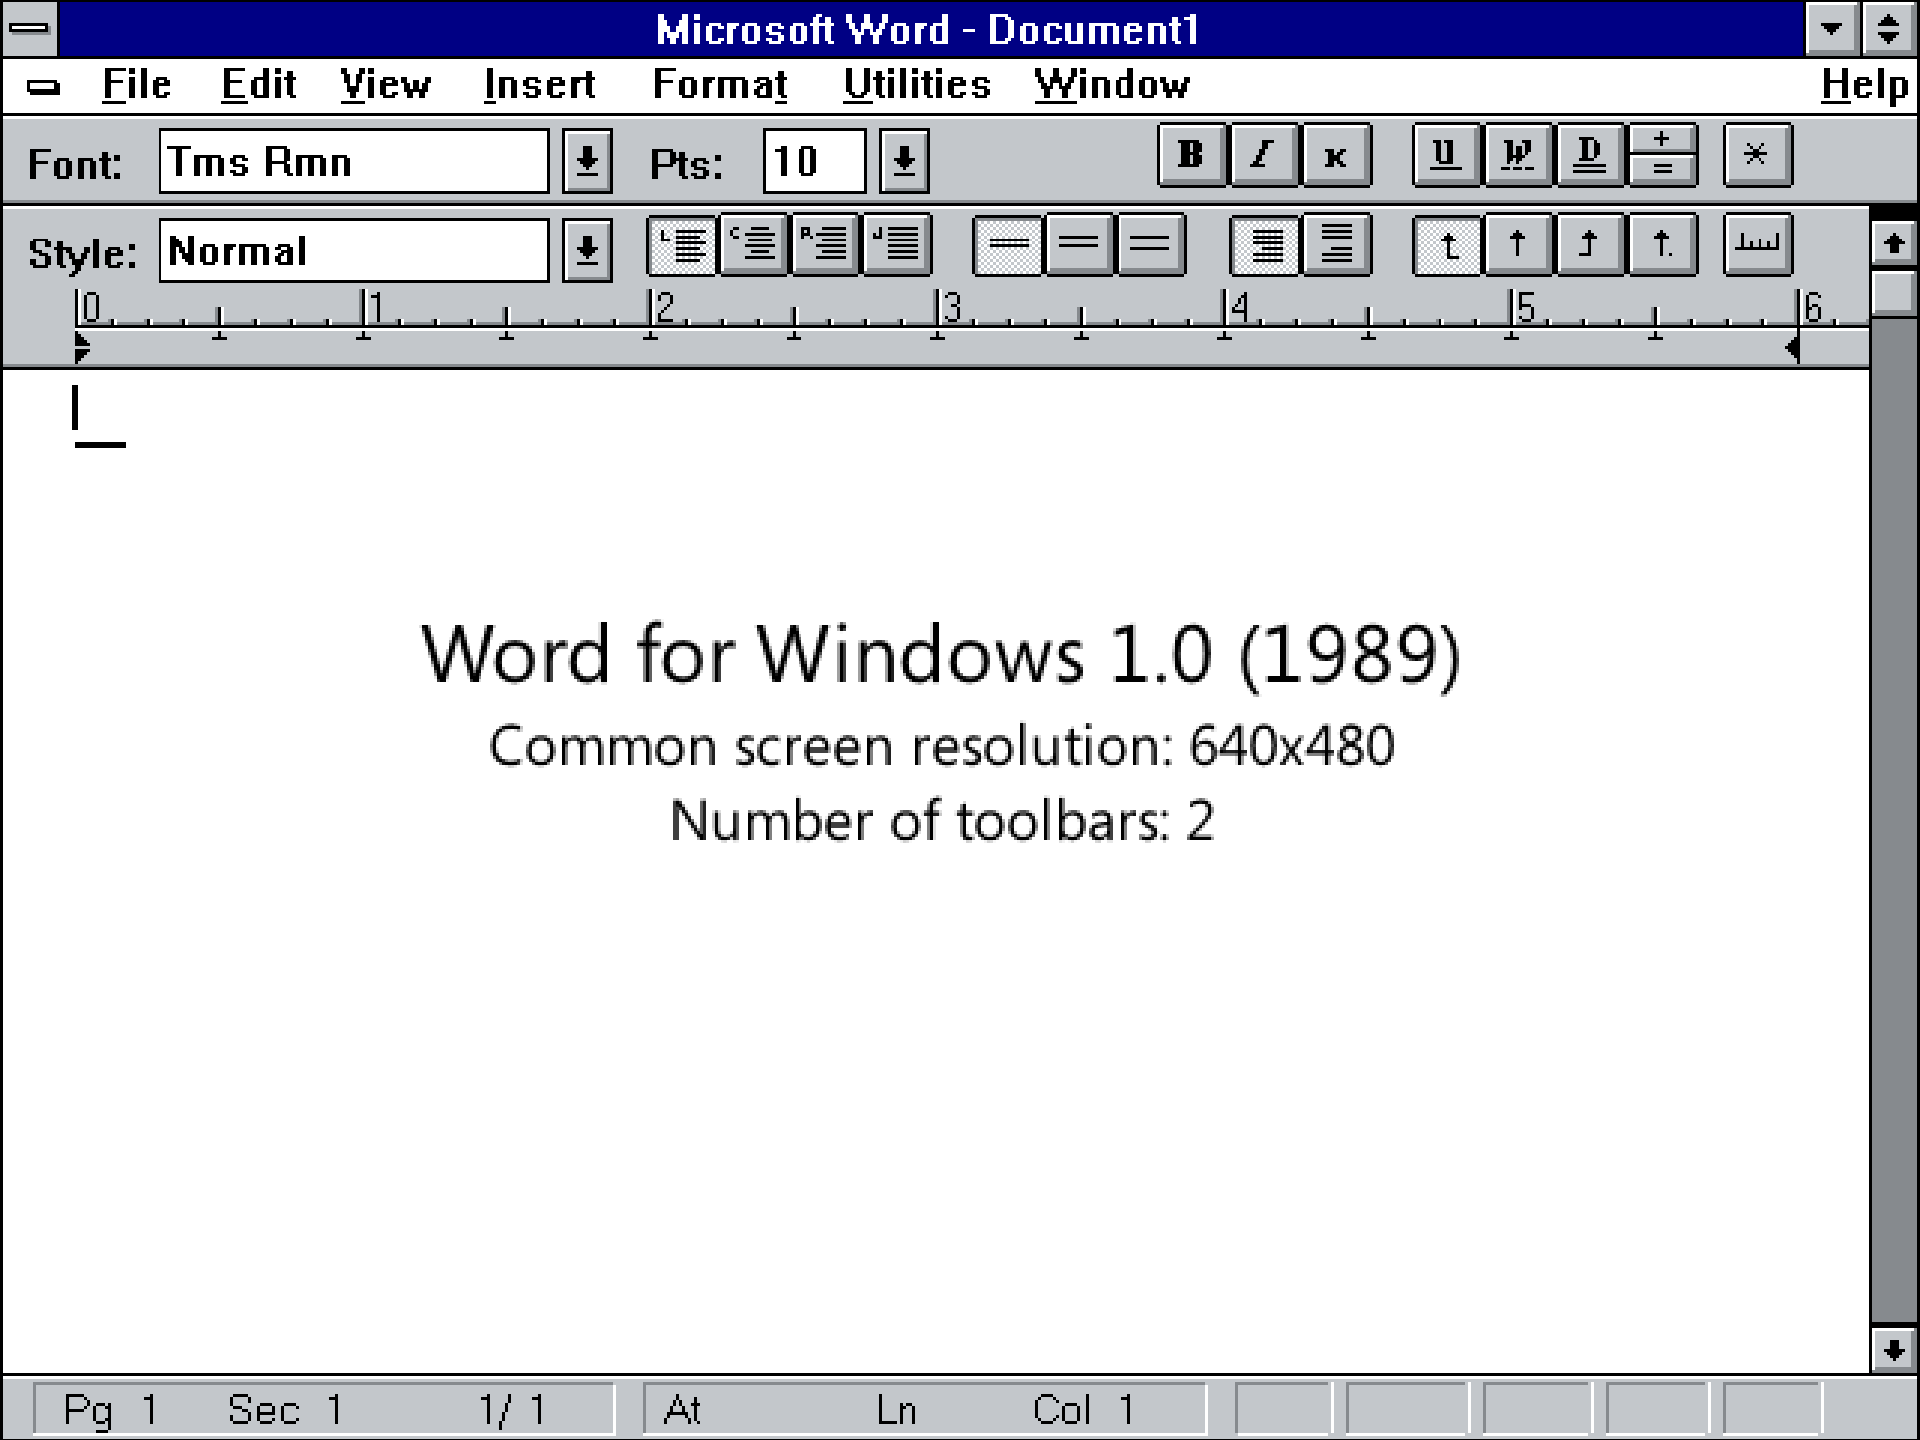 Microsoft Word - Document1
File Edit View Insert Format Utilities Window Help
Font: Tms Rmn Pts: 10 B I K U W D + = *
Style: Normal L C R J t
0 1 2 3 4 5 6
Word for Windows 1.0 (1989)
Common screen resolution: 640x480
Number of toolbars: 2
Pg 1 Sec 1 1/ 1 At Ln Col 1